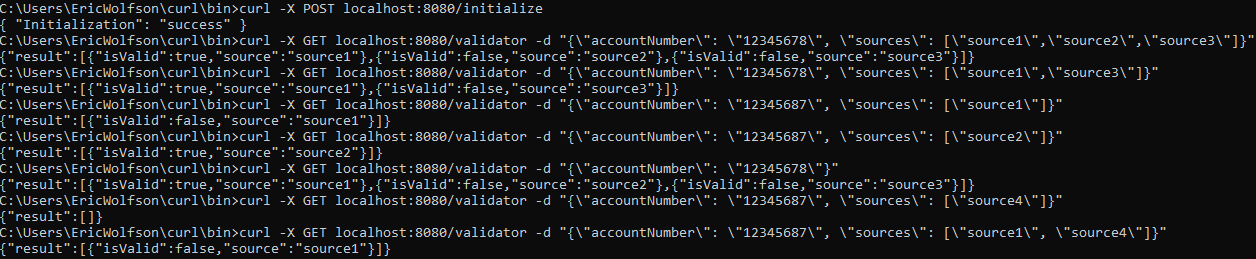 C:\Users\EricWolfson\curl\bin>curl -X POST localhost:8080/initialize
{ "Initialization": "success" }
C:\Users\EricWolfson\curl\bin>curl -X GET localhost:8080/validator -d "{\"accountNumber\": \"12345678\", \"sources\": [\"source1\",\"source2\",\"source3\"]}"
{"result":[{"isValid":true,"source":"source1"},{"isValid":false,"source":"source2"},{"isValid":false,"source":"source3"}]}
C:\Users\EricWolfson\curl\bin>curl -X GET localhost:8080/validator -d "{\"accountNumber\": \"12345678\", \"sources\": [\"source1\",\"source3\"]}"
{"result":[{"isValid":true,"source":"source1"},{"isValid":false,"source":"source3"}]}
C:\Users\EricWolfson\curl\bin>curl -X GET localhost:8080/validator -d "{\"accountNumber\": \"12345687\", \"sources\": [\"source1\"]}"
{"result":[{"isValid":false,"source":"source1"}]}
C:\Users\EricWolfson\curl\bin>curl -X GET localhost:8080/validator -d "{\"accountNumber\": \"12345687\", \"sources\": [\"source2\"]}"
{"result":[{"isValid":true,"source":"source2"}]}
C:\Users\EricWolfson\curl\bin>curl -X GET localhost:8080/validator -d "{\"accountNumber\": \"12345678\"}"
{"result":[{"isValid":true,"source":"source1"},{"isValid":false,"source":"source2"},{"isValid":false,"source":"source3"}]}
C:\Users\EricWolfson\curl\bin>curl -X GET localhost:8080/validator -d "{\"accountNumber\": \"12345687\", \"sources\": [\"source4\"]}"
{"result":[]}
C:\Users\EricWolfson\curl\bin>curl -X GET localhost:8080/validator -d "{\"accountNumber\": \"12345687\", \"sources\": [\"source1\", \"source4\"]}"
{"result":[{"isValid":false,"source":"source1"}]}